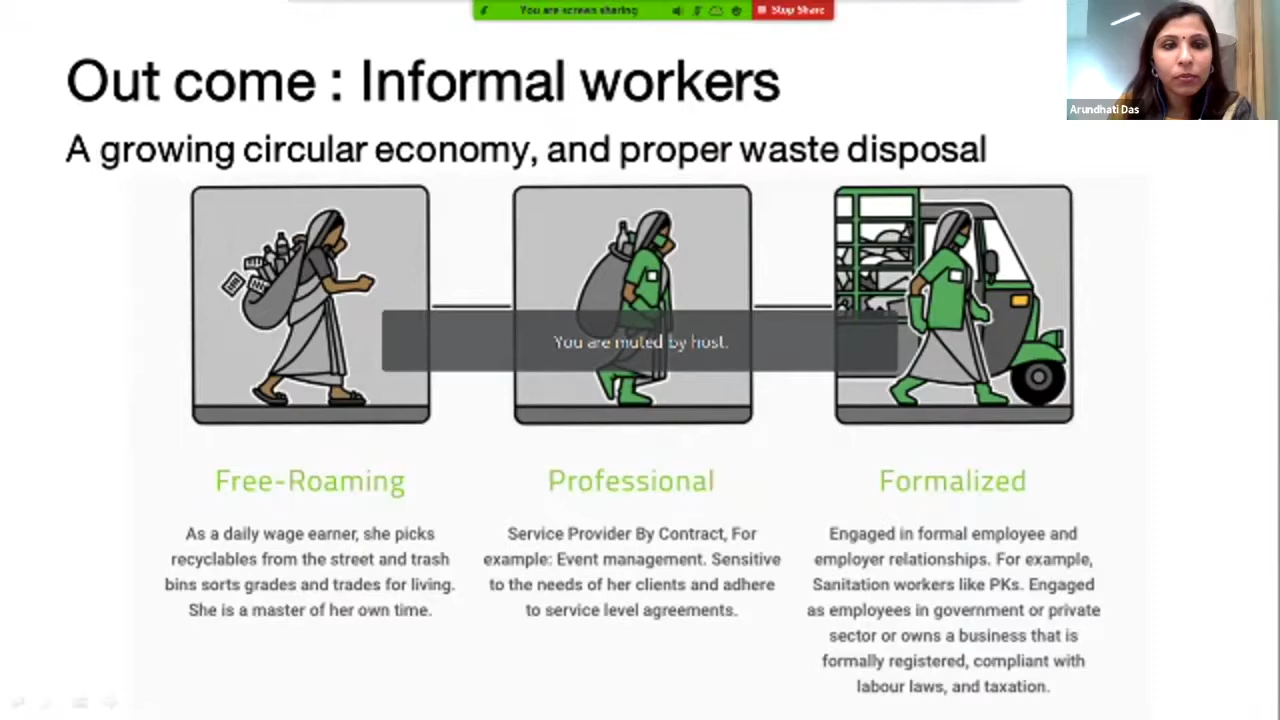 You are screen sharing
Stop Share
Arundhati Das
Out come : Informal workers
A growing circular economy, and proper waste disposal
You are muted by host.
Free-Roaming
As a daily wage earner, she picks
recyclables from the street and trash
bins sorts grades and trades for living.
She is a master of her own time.
Professional
Service Provider By Contract, For
example: Event management. Sensitive
to the needs of her clients and adhere
to service level agreements.
Formalized
Engaged in formal employee and
employer relationships. For example,
Sanitation workers like PKs. Engaged
as employees in government or private
sector or owns a business that is
formally registered, compliant with
labour laws, and taxation.